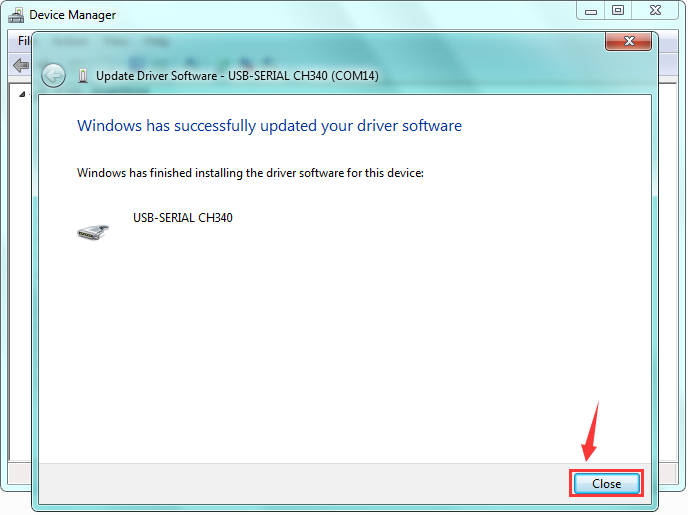 Device Manager
Update Driver Software - USB-SERIAL CH340 (COM14)
Windows has successfully updated your driver software
Windows has finished installing the driver software for this device:
USB-SERIAL CH340
Close